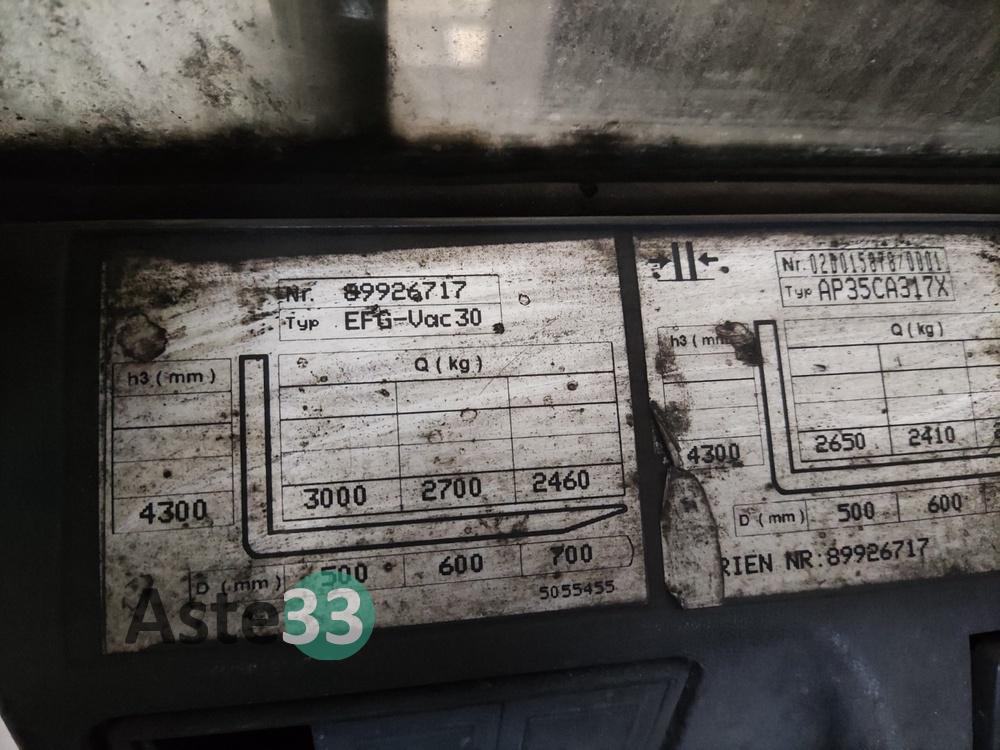 Nr. 89926717
Typ EFG-Vac30
h3 (mm)
Q (kg)
4300
3000 2700 2460
D (mm) 500 600 700
5055455
Typ AP35CA317X
h3 (mm)
Q (kg)
4300
2650 2410
D (mm) 500 600
RIEN NR:89926717
Aste33